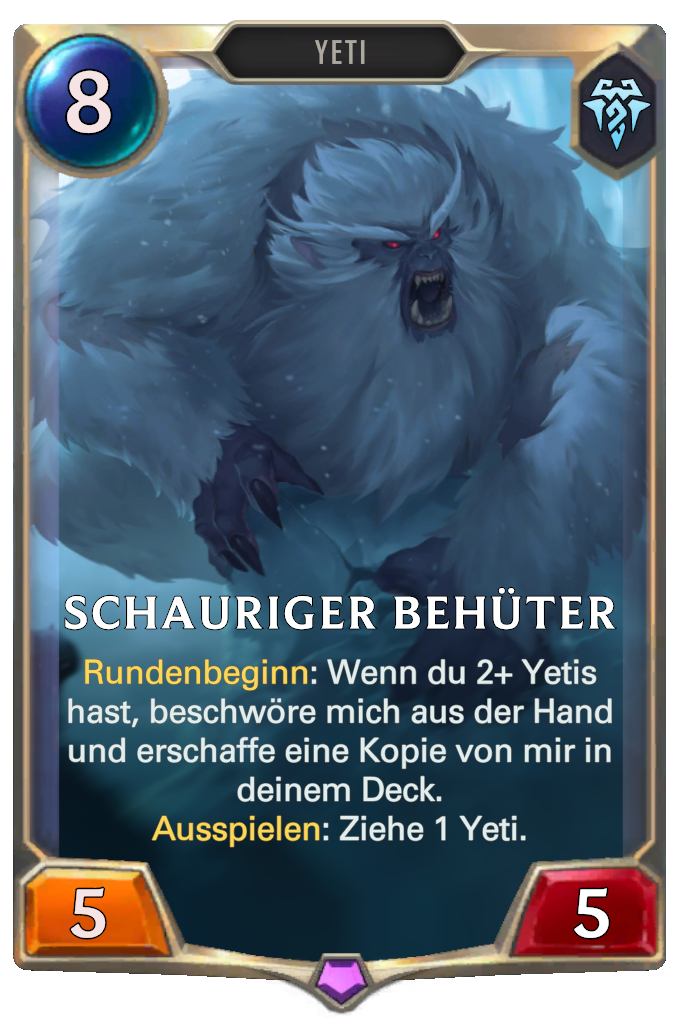 YETI
8
SCHAURIGER BEHÜTER
Rundenbeginn: Wenn du 2+ Yetis
hast, beschwöre mich aus der Hand
und erschaffe eine Kopie von mir in
deinem Deck.
Ausspielen: Ziehe 1 Yeti.
5
5